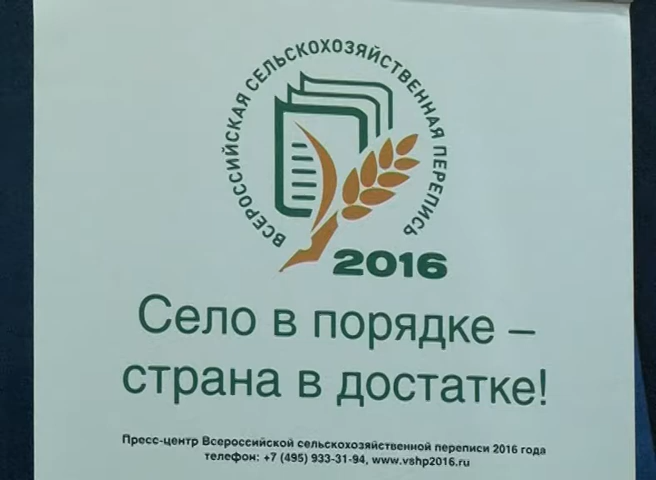 ВСЕРОССИЙСКАЯ СЕЛЬСКОХОЗЯЙСТВЕННАЯ ПЕРЕПИСЬ
2016
Село в порядке –
страна в достатке!
Пресс-центр Всероссийской сельскохозяйственной переписи 2016 года
телефон: +7 (495) 933-31-94, www.vshp2016.ru